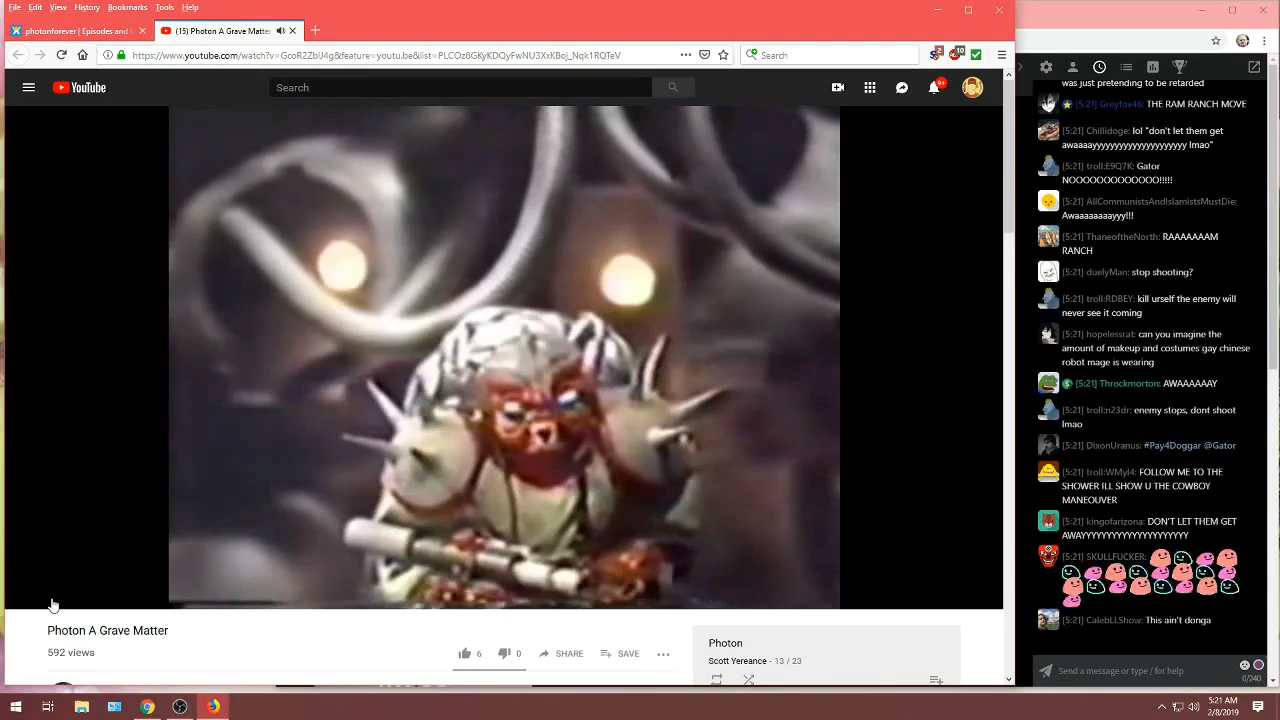 File Edit View History Bookmarks Tools Help
photonforever | Episodes and
(15) Photon A Grave Matter
https://www.youtube.com/watch?v=GcoR2ZbIJ4g&feature=youtu.be&list=PLCOz8GKyKDQyFwNU3XxKBoj_Nqk1RQTeV
Search
2
10
YouTube
Search
9+
Photon A Grave Matter
592 views
6
0
SHARE
SAVE
Photon
Scott Yereance - 13 / 23
was just pretending to be retarded
[5:21] Greyfox46: THE RAM RANCH MOVE
[5:21] Chillidoge: lol "don't let them get
awaaaayyyyyyyyyyyyyyyyyyyy lmao"
[5:21] troll:E9Q7K: Gator
NOOOOOOOOOOOOO!!!!!
[5:21] AllCommunistsAndIslamistsMustDie:
Awaaaaaaaayyy!!!
[5:21] ThaneoftheNorth: RAAAAAAAM
RANCH
[5:21] duelyMan: stop shooting?
[5:21] troll:RDBEY: kill urself the enemy will
never see it coming
[5:21] hopelessrat: can you imagine the
amount of makeup and costumes gay chinese
robot mage is wearing
[5:21] Throckmorton: AWAAAAAAY
[5:21] troll:n23dr: enemy stops, dont shoot
lmao
[5:21] DixonUranus: #Pay4Doggar @Gator
[5:21] troll:WMyl4: FOLLOW ME TO THE
SHOWER ILL SHOW U THE COWBOY
MANEOUVER
[5:21] kingofarizona: DON'T LET THEM GET
AWAYYYYYYYYYYYYYYYYYYYYY
[5:21] SKULLFUCKER:
[5:21] CalebLLShow: This ain't donga
Send a message or type / for help
0/240
5:21 AM
2/8/2019